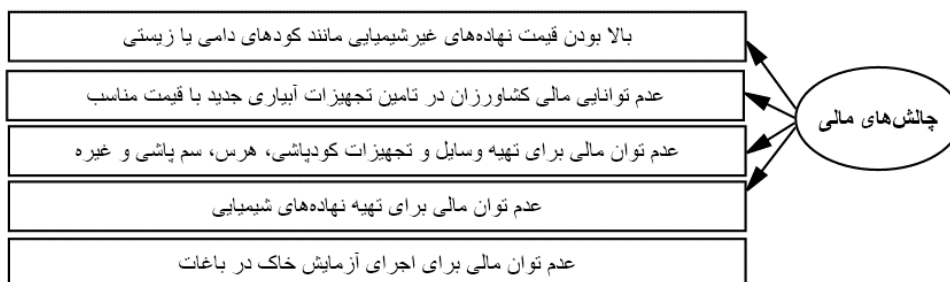 بالا بودن قیمت نهاده‌های غیرشیمیایی مانند کودهای دامی یا زیستی
عدم توانایی مالی کشاورزان در تامین تجهیزات آبیاری جدید با قیمت مناسب
چالش‌های مالی
عدم توان مالی برای تهیه وسایل و تجهیزات کودپاشی، هرس، سم پاشی و غیره
عدم توان مالی برای تهیه نهاده‌های شیمیایی
عدم توان مالی برای اجرای آزمایش خاک در باغات